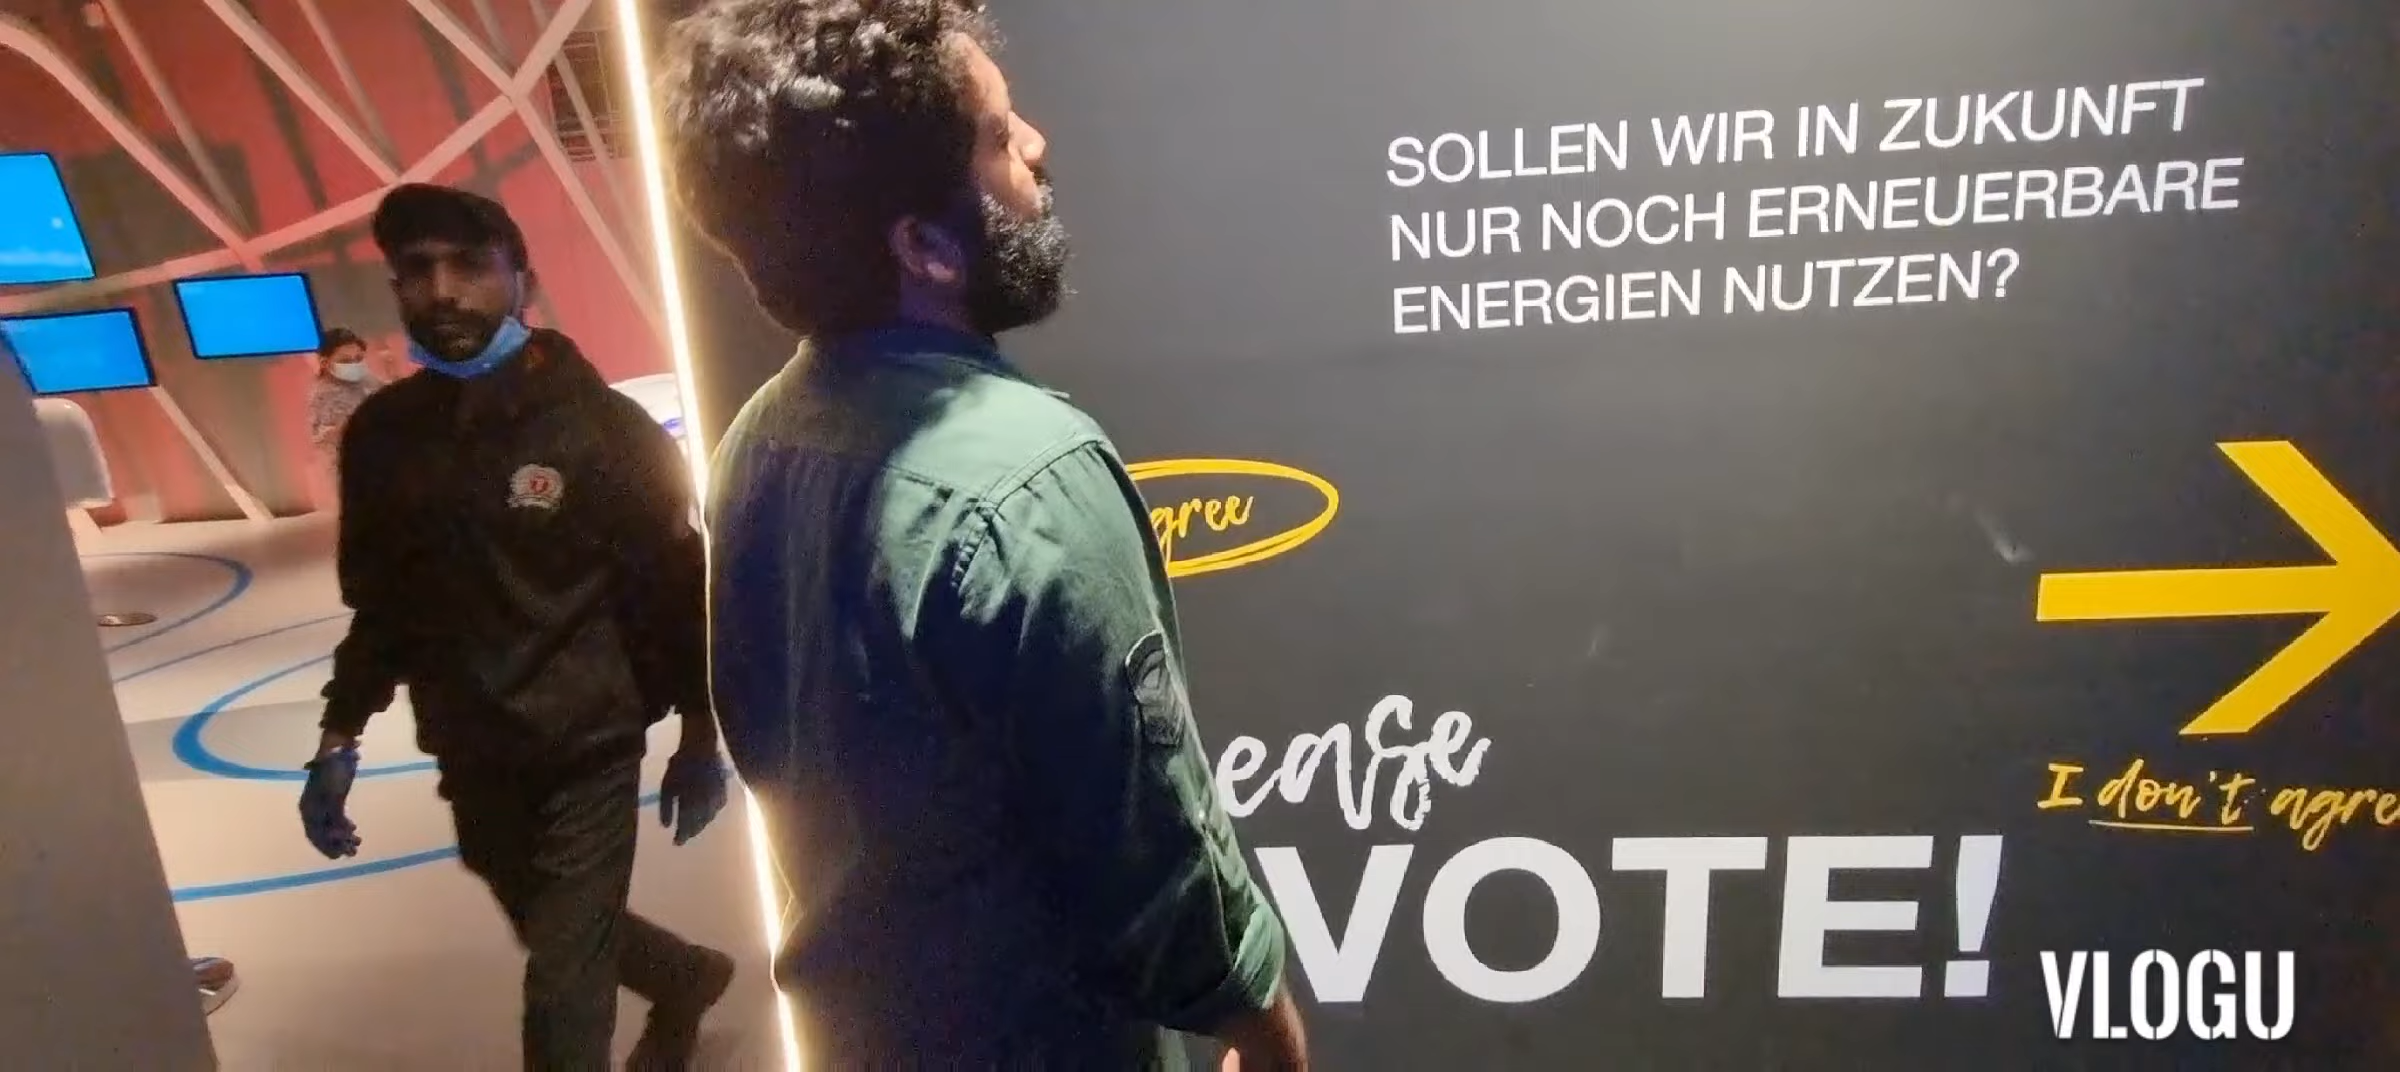 SOLLEN WIR IN ZUKUNFT
NUR NOCH ERNEUERBARE
ENERGIEN NUTZEN?
gree
I don't agre
ease
VOTE!
VLOGU